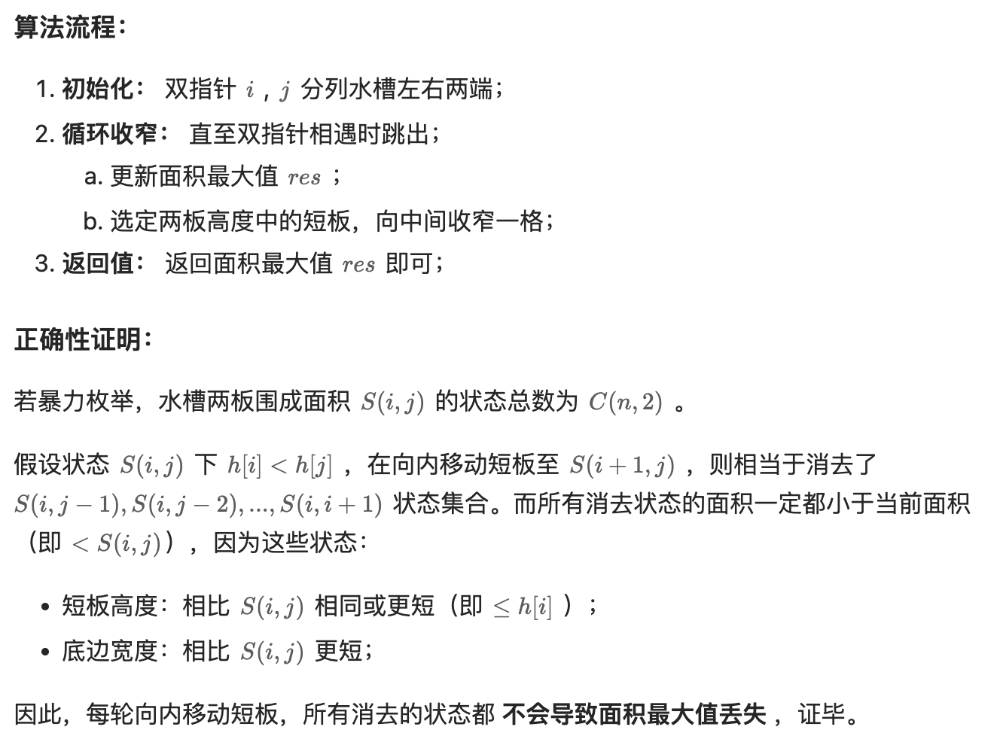 算法流程：
1. 初始化： 双指针 i , j 分列水槽左右两端；
2. 循环收窄： 直至双指针相遇时跳出；
a. 更新面积最大值 res ；
b. 选定两板高度中的短板，向中间收窄一格；
3. 返回值： 返回面积最大值 res 即可；
正确性证明：
若暴力枚举，水槽两板围成面积 S(i, j) 的状态总数为 C(n, 2) 。
假设状态 S(i, j) 下 h[i] < h[j] ，在向内移动短板至 S(i + 1, j) ，则相当于消去了
S(i, j − 1), S(i, j − 2), ..., S(i, i + 1) 状态集合。而所有消去状态的面积一定都小于当前面积
（即 < S(i, j)），因为这些状态：
• 短板高度：相比 S(i, j) 相同或更短（即 ≤ h[i] ）；
• 底边宽度：相比 S(i, j) 更短；
因此，每轮向内移动短板，所有消去的状态都 不会导致面积最大值丢失 ，证毕。